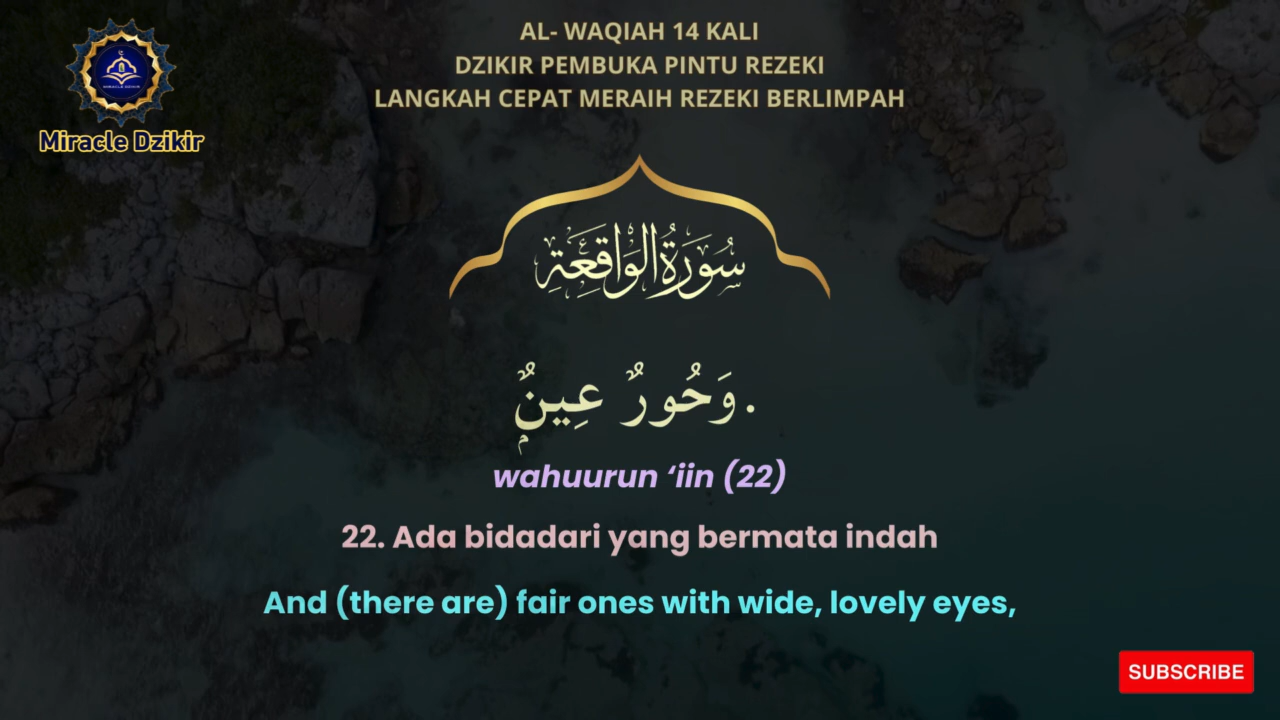 AL- WAQIAH 14 KALI
DZIKIR PEMBUKA PINTU REZEKI
LANGKAH CEPAT MERAIH REZEKI BERLIMPAH
Miracle Dzikir
سُورَةُ الْوَاقِعَةِ
وَحُورٌ عِينٌۭ.
wahuurun ‘iin (22)
22. Ada bidadari yang bermata indah
And (there are) fair ones with wide, lovely eyes,
SUBSCRIBE